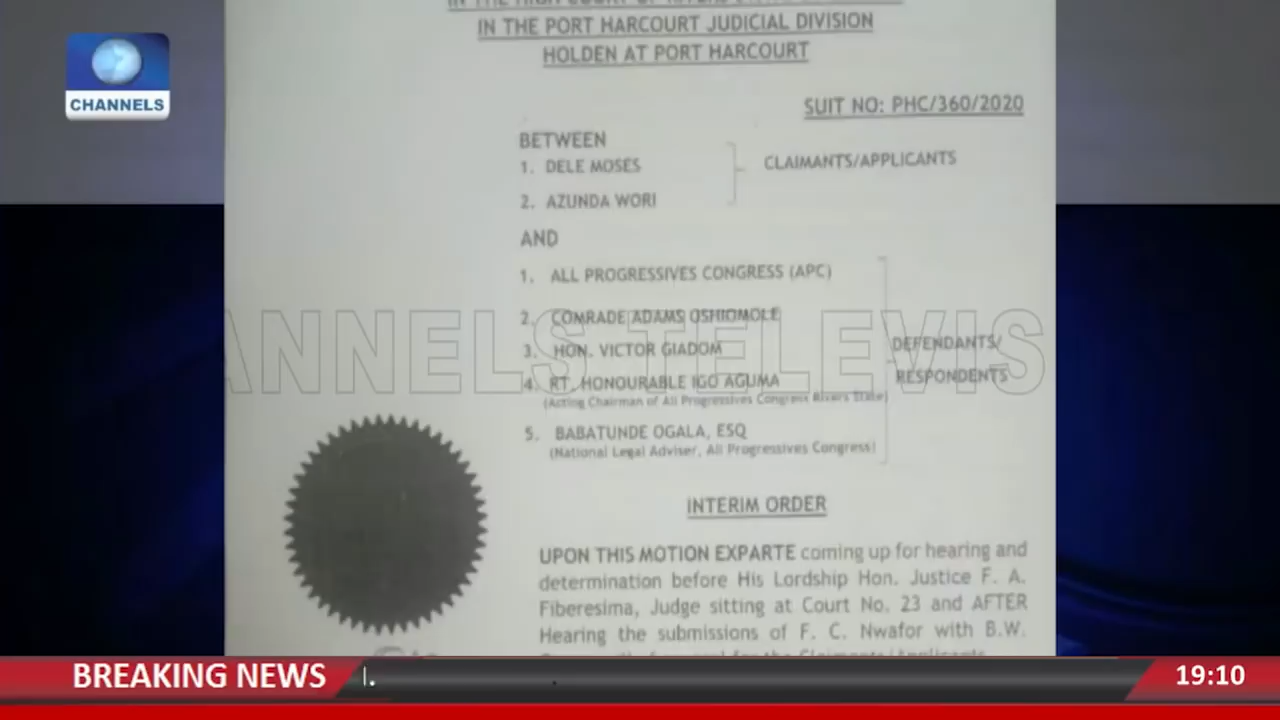 CHANNELS
IN THE PORT HARCOURT JUDICIAL DIVISION
HOLDEN AT PORT HARCOURT
SUIT NO: PHC/360/2020
BETWEEN
1. DELE MOSES
CLAIMANTS/APPLICANTS
2. AZUNDA WORI
AND
1. ALL PROGRESSIVES CONGRESS (APC)
2. COMRADE ADAMS OSHIOMOLE
3. HON. VICTOR GIADOM
DEFENDANTS/
RESPONDENTS
4. RT. HONOURABLE IGO AGUMA
(Acting Chairman of All Progressives Congress Rivers State)
5. BABATUNDE OGALA, ESQ
(National Legal Adviser, All Progressives Congress)
ANNELS TELEVIS
INTERIM ORDER
UPON THIS MOTION EXPARTE coming up for hearing and
determination before His Lordship Hon. Justice F. A.
Fiberesima, Judge sitting at Court No. 23 and AFTER
Hearing the submissions of F. C. Nwafor with B.W.
BREAKING NEWS
19:10